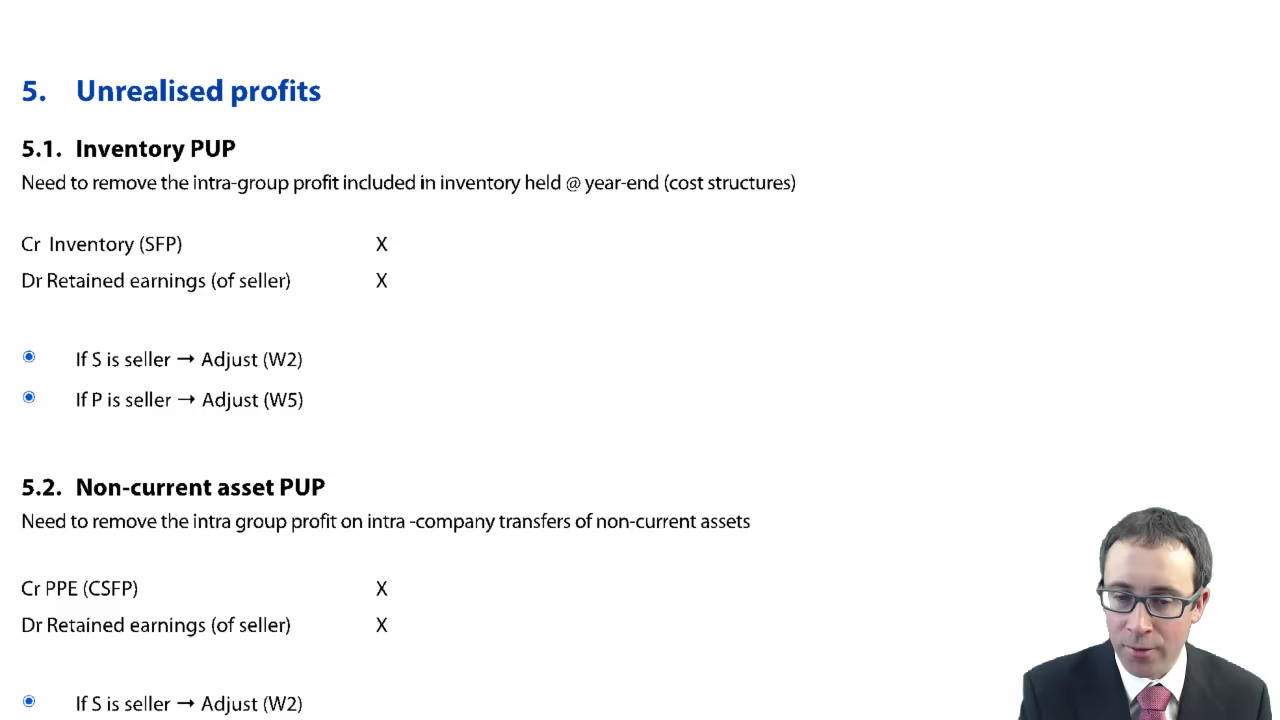 5. Unrealised profits
5.1. Inventory PUP
Need to remove the intra-group profit included in inventory held @ year-end (cost structures)
Cr Inventory (SFP) X
Dr Retained earnings (of seller) X
If S is seller → Adjust (W2)
If P is seller → Adjust (W5)
5.2. Non-current asset PUP
Need to remove the intra group profit on intra -company transfers of non-current assets
Cr PPE (CSFP) X
Dr Retained earnings (of seller) X
If S is seller → Adjust (W2)